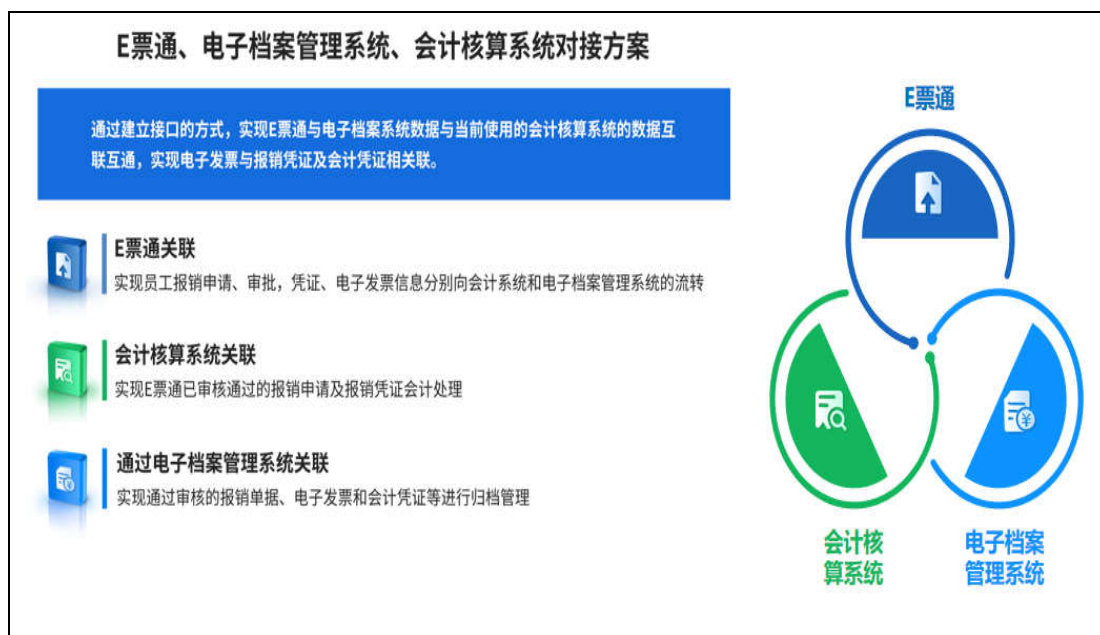 E票通、电子档案管理系统、会计核算系统对接方案
通过建立接口的方式，实现E票通与电子档案系统数据与当前使用的会计核算系统的数据互
联互通，实现电子发票与报销凭证及会计凭证相关联。
E票通关联
实现员工报销申请、审批，凭证、电子发票信息分别向会计系统和电子档案管理系统的流转
会计核算系统关联
实现E票通已审核通过的报销申请及报销凭证会计处理
通过电子档案管理系统关联
实现通过审核的报销单据、电子发票和会计凭证等进行归档管理
E票通
会计核
算系统
电子档案
管理系统